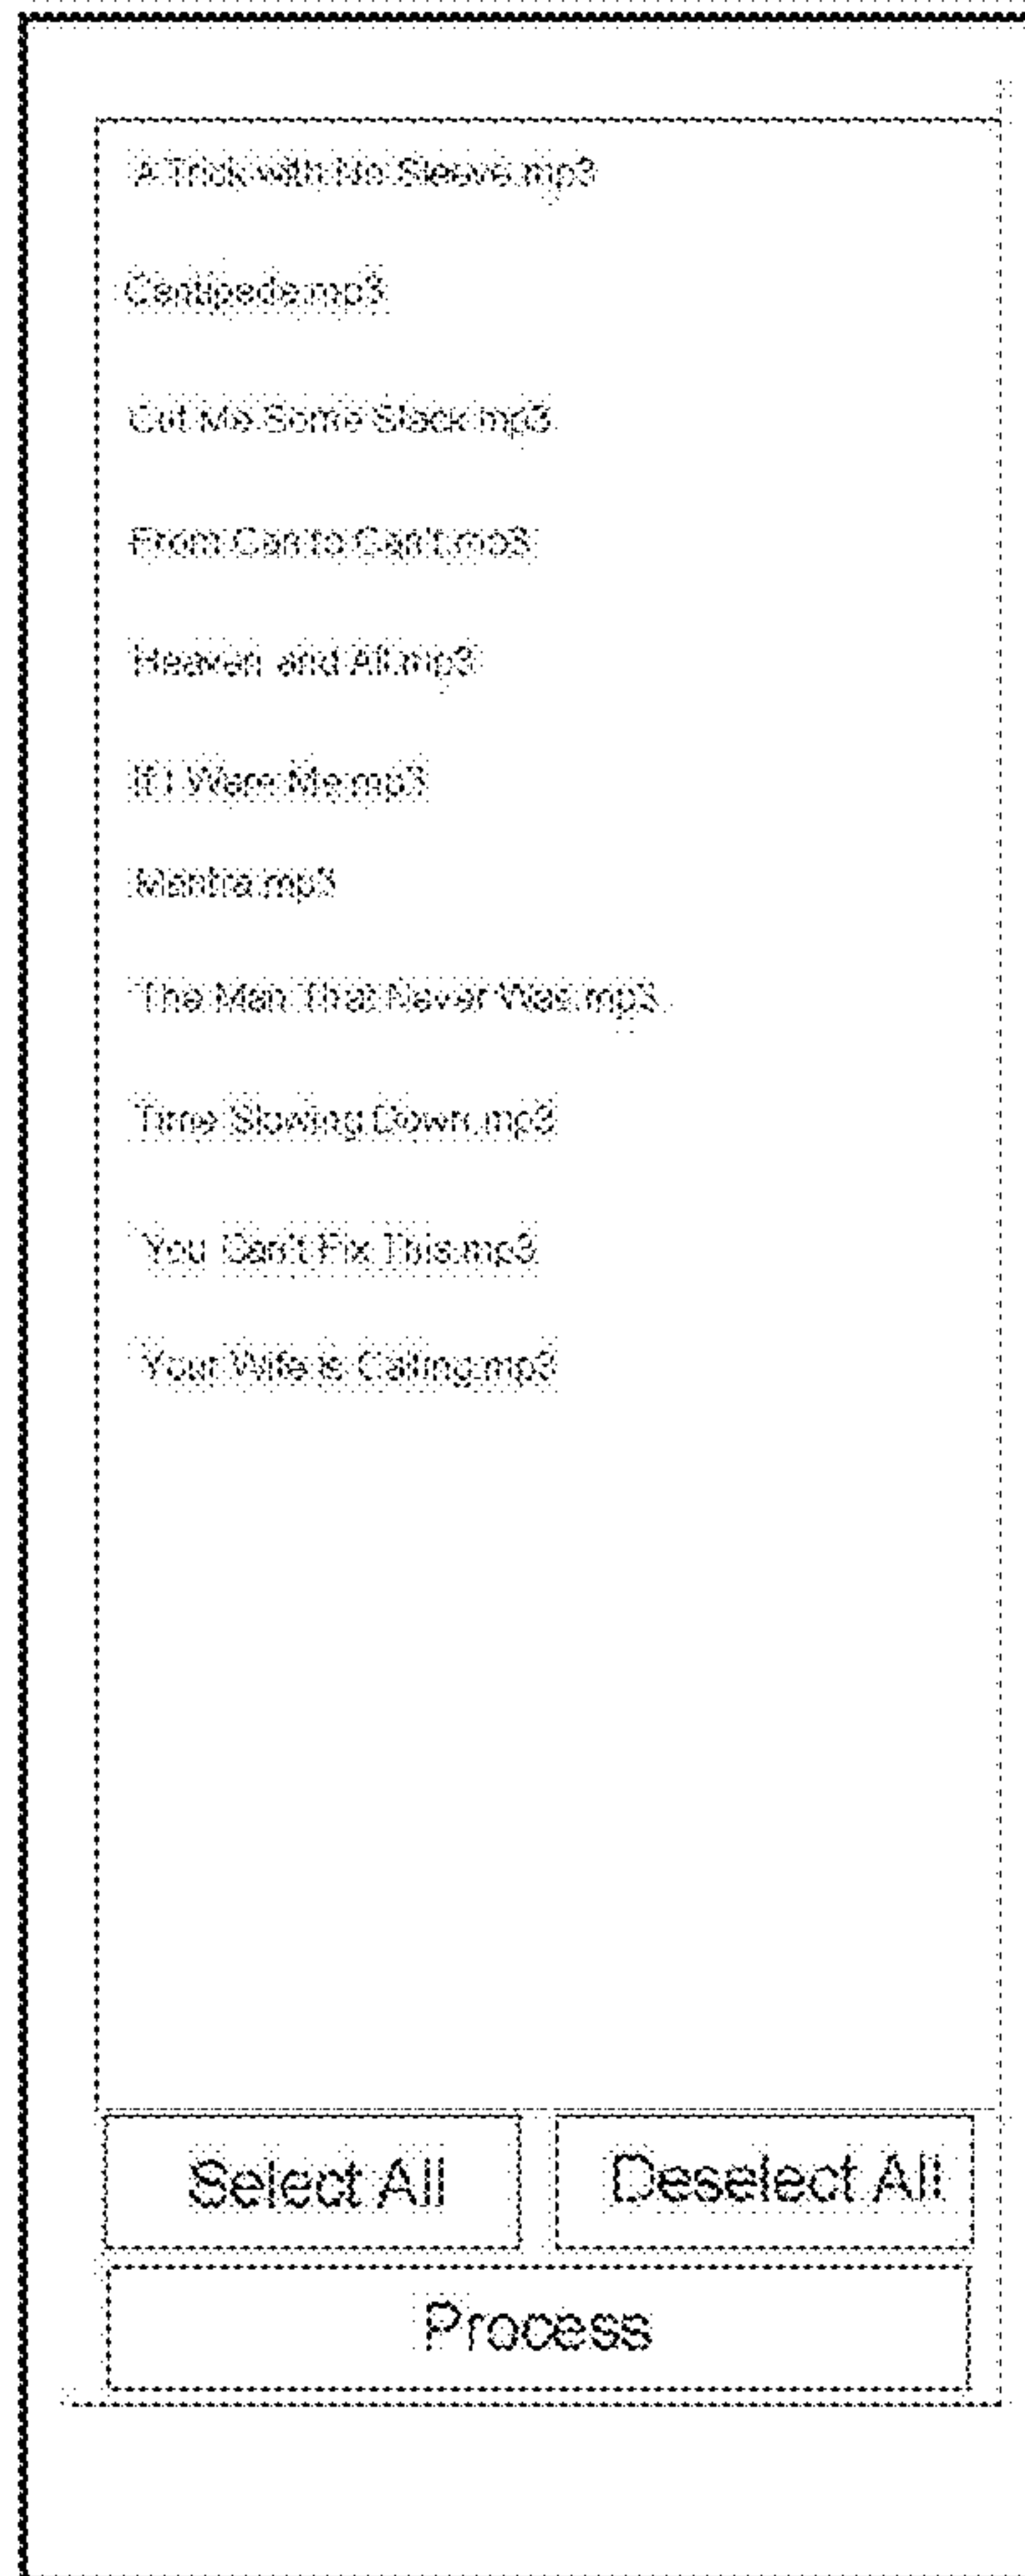 A Trick with No Sleeve.mp3
Centipede.mp3
Cut Me Some Slack.mp3
From Can to Can't.mp3
Heaven and All.mp3
If I Were Me.mp3
Mantra.mp3
The Man That Never Was.mp3
Time Slowing Down.mp3
You Can't Fix This.mp3
Your Wife is Calling.mp3
Select All Deselect All
Process